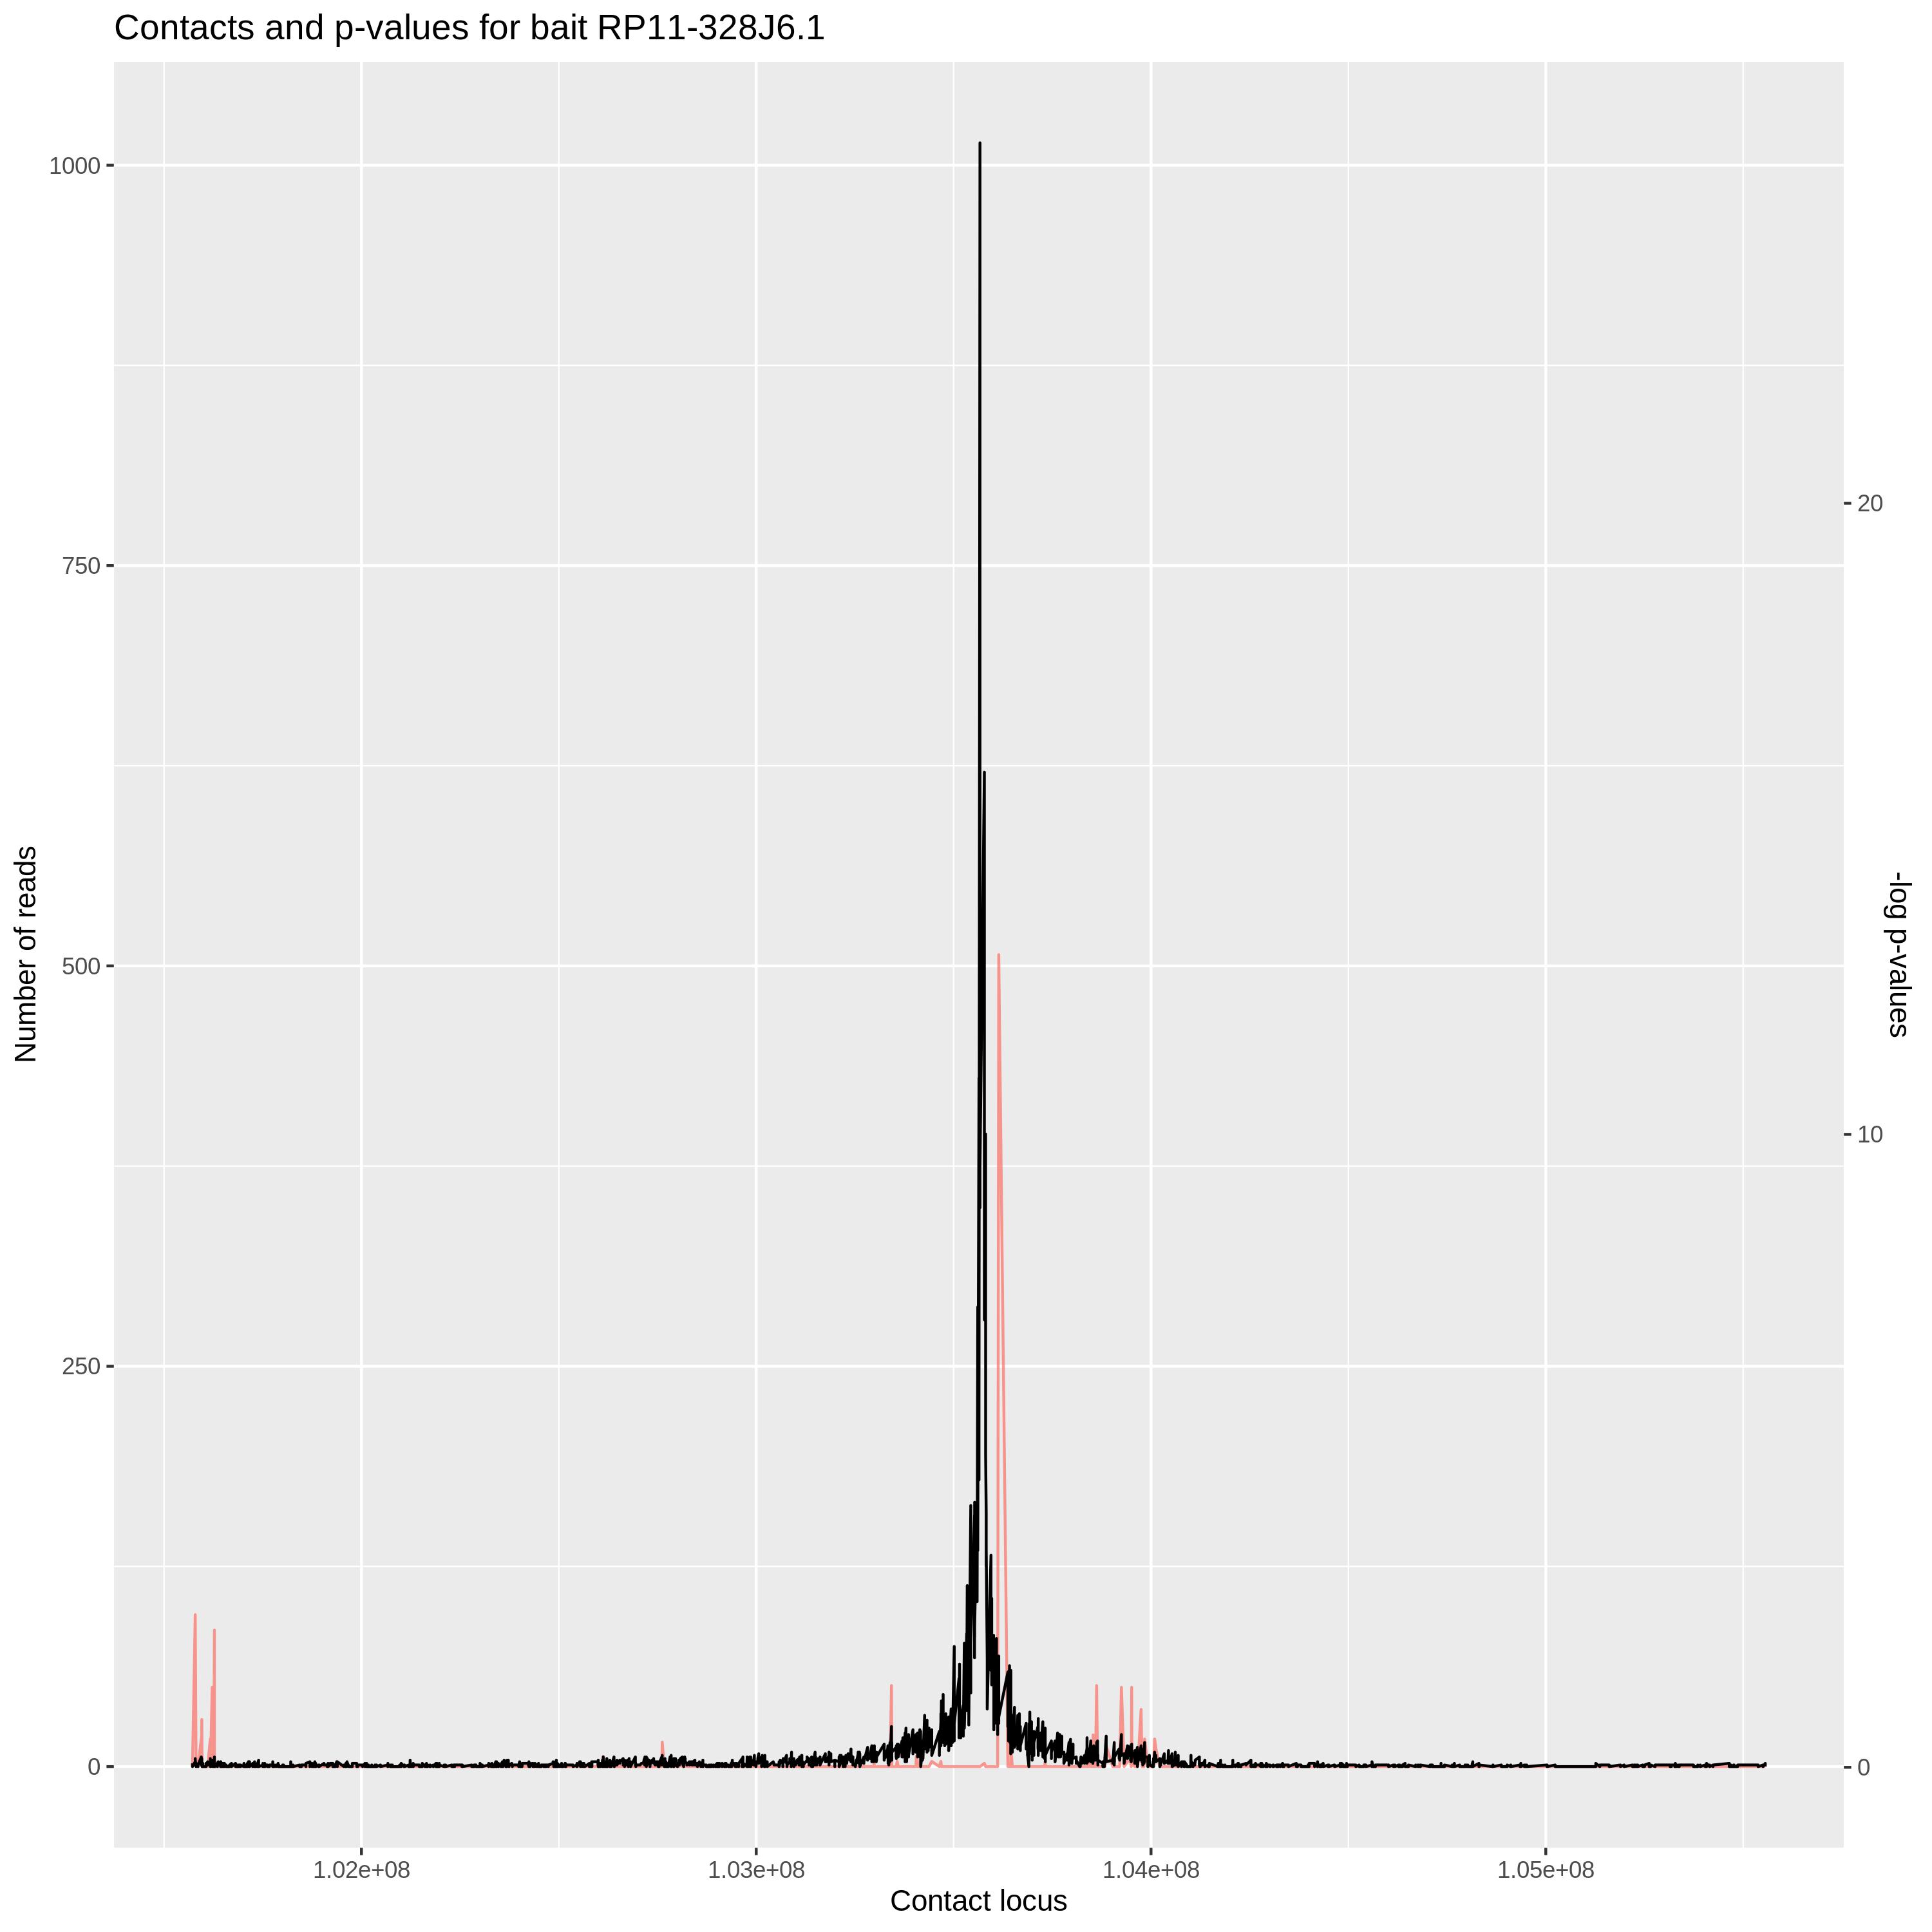 Contacts and p-values for bait RP11-328J6.1
1000
750
500
250
0
Number of reads
20
10
0
-log p-values
1.02e+08
1.03e+08
1.04e+08
1.05e+08
Contact locus